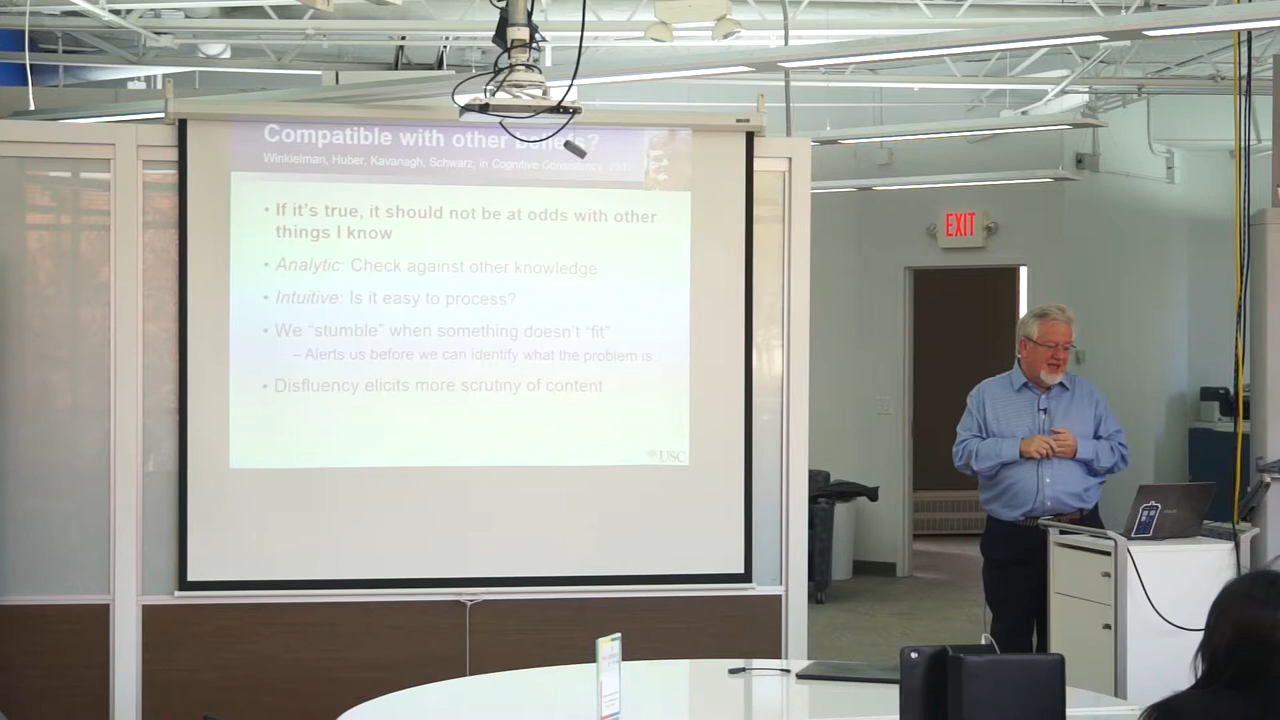 Compatible with other
Winkielman, Huber, Kavanagh, Schwarz; in Cognitive Consistency,
• If it's true, it should not be at odds with other
things I know
• Analytic: Check against other knowledge
• Intuitive: Is it easy to process?
• We “stumble” when something doesn't “fit”
– Alerts us before we can identify what the problem is
• Disfluency elicits more scrutiny of content
USC
EXIT